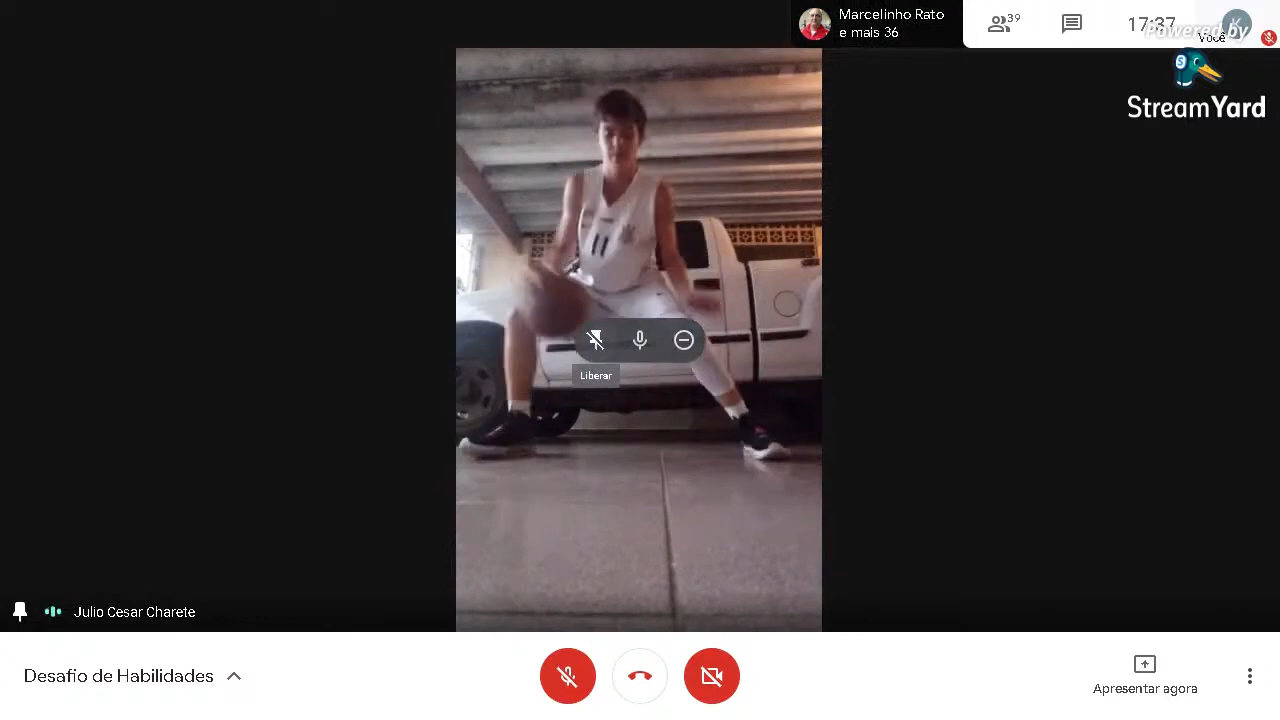 Marcelinho Rato
e mais 36
39
17:37
Você
Powered by
StreamYard
11
Liberar
Julio Cesar Charete
Desafio de Habilidades
Apresentar agora